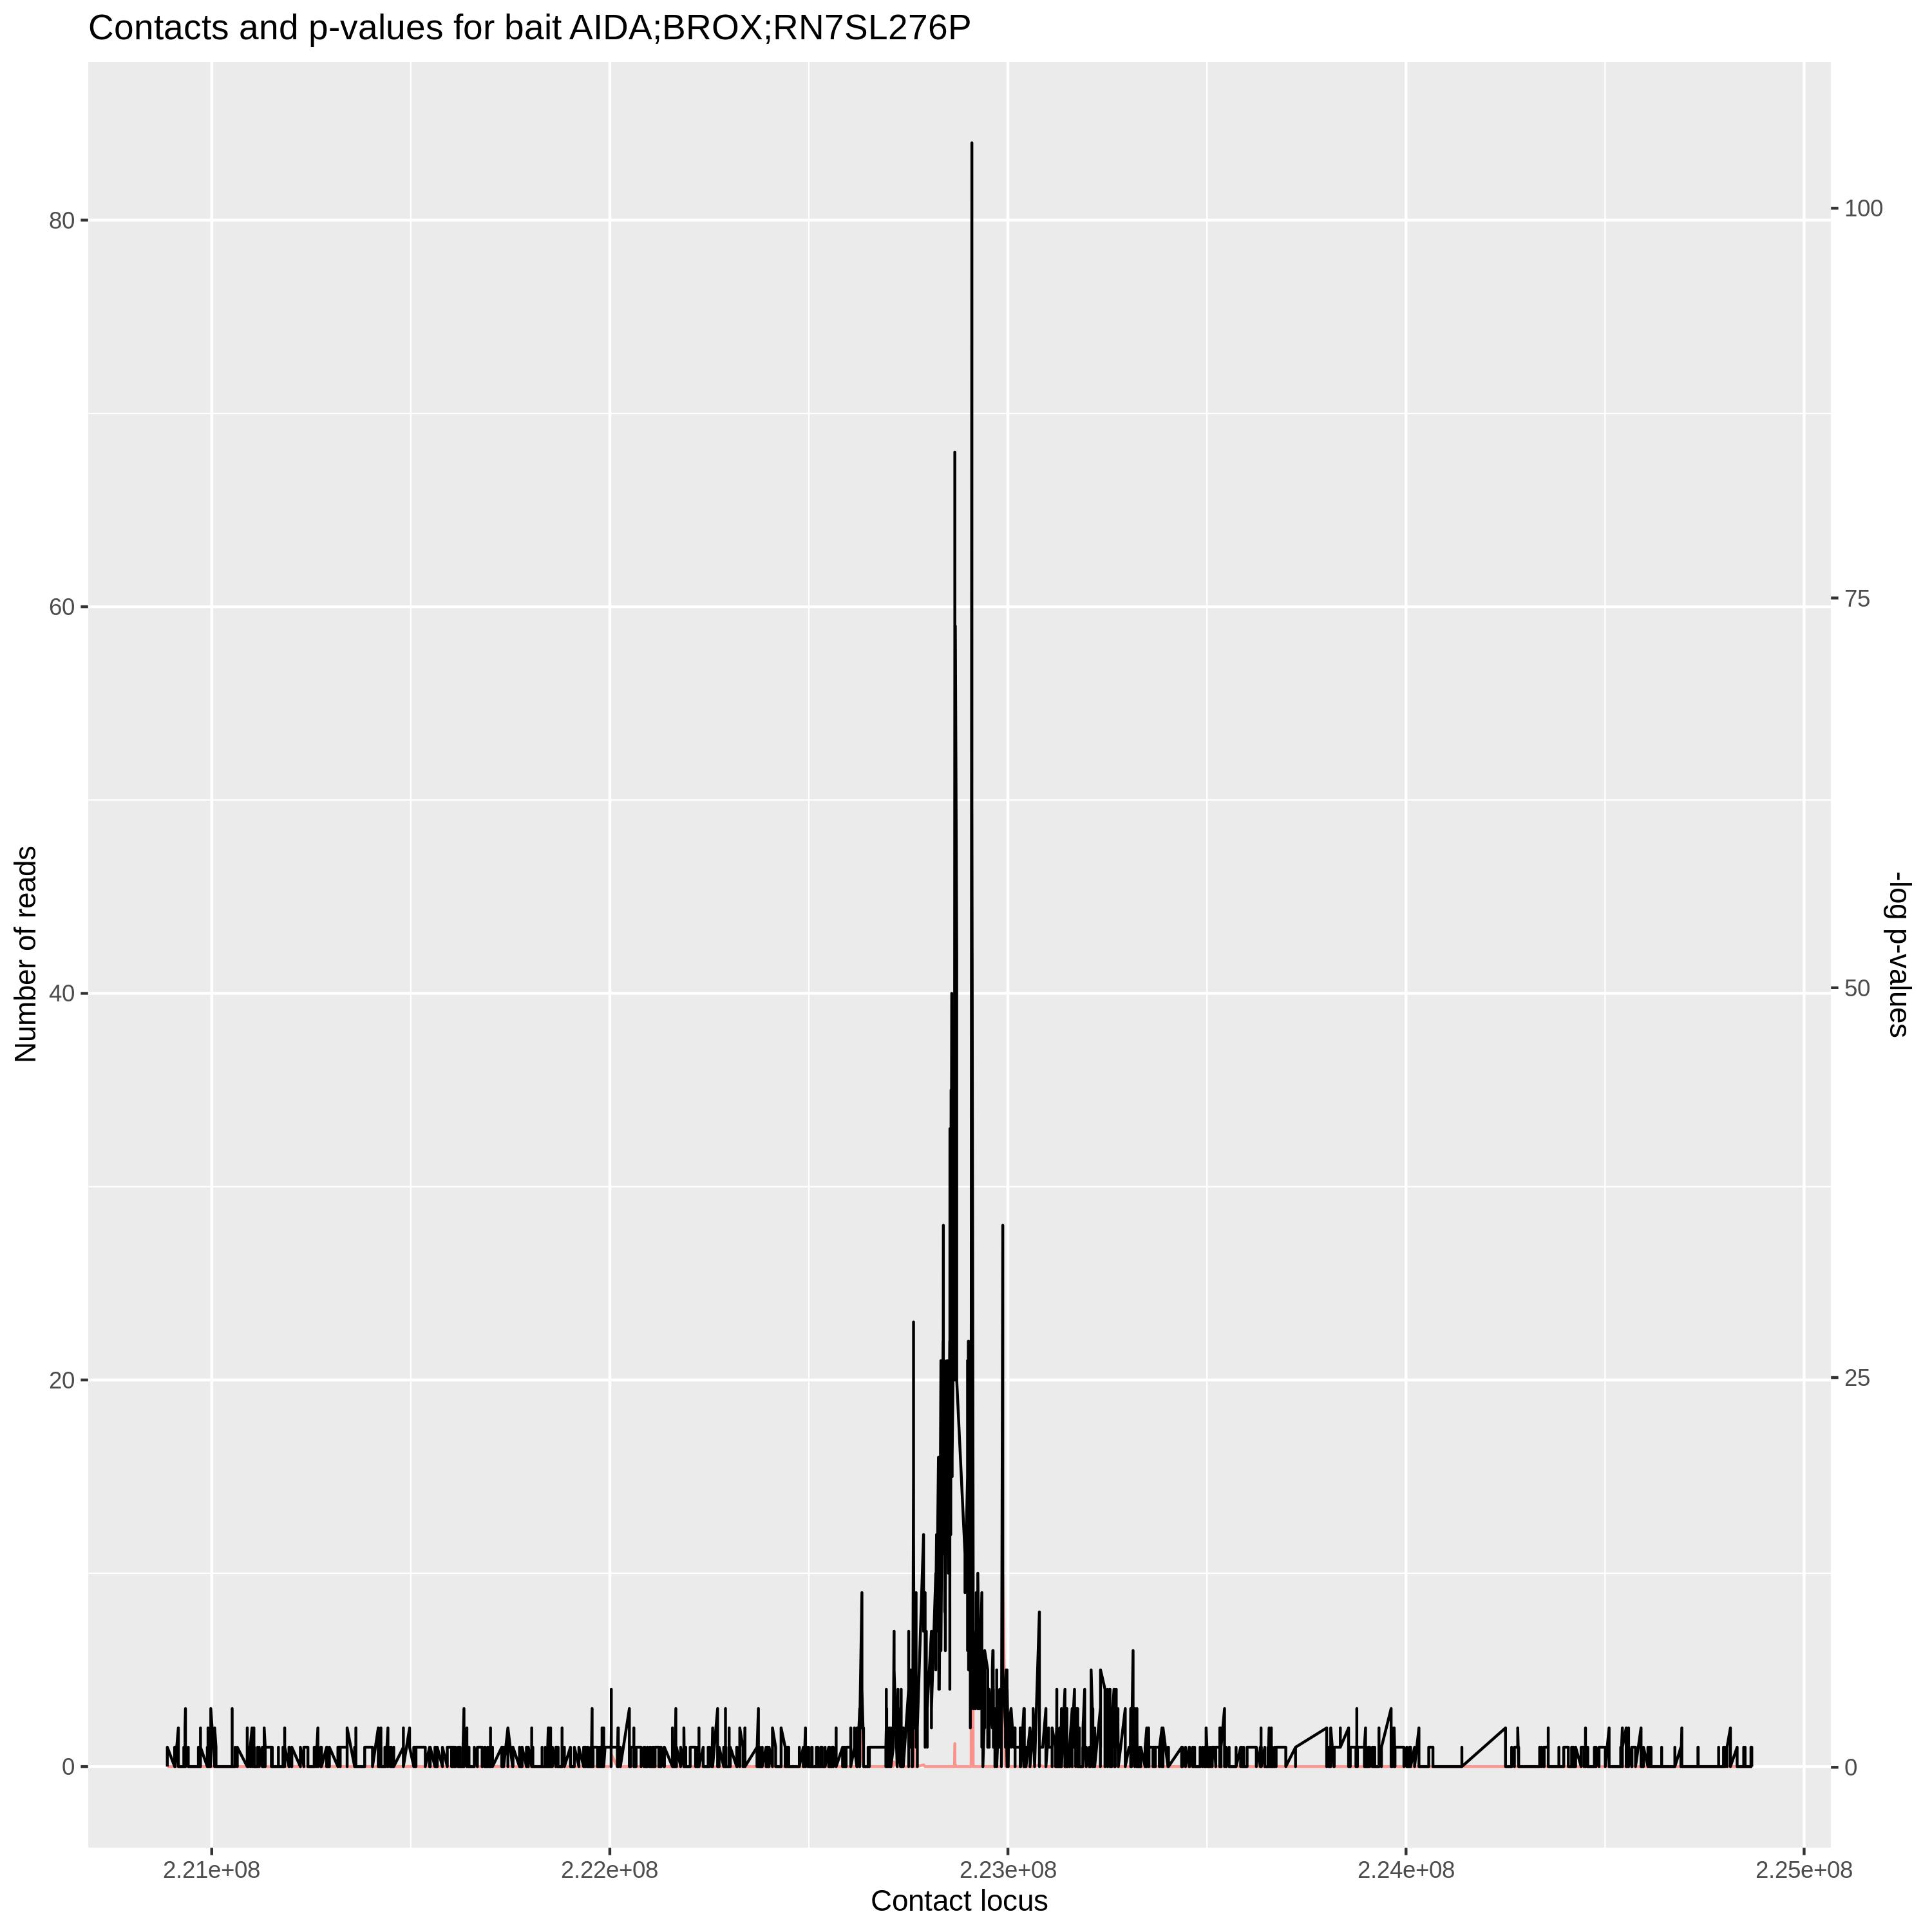 Contacts and p-values for bait AIDA;BROX;RN7SL276P
80
60
40
20
0
Number of reads
100
75
50
25
0
-log p-values
2.21e+08
2.22e+08
2.23e+08
2.24e+08
2.25e+08
Contact locus